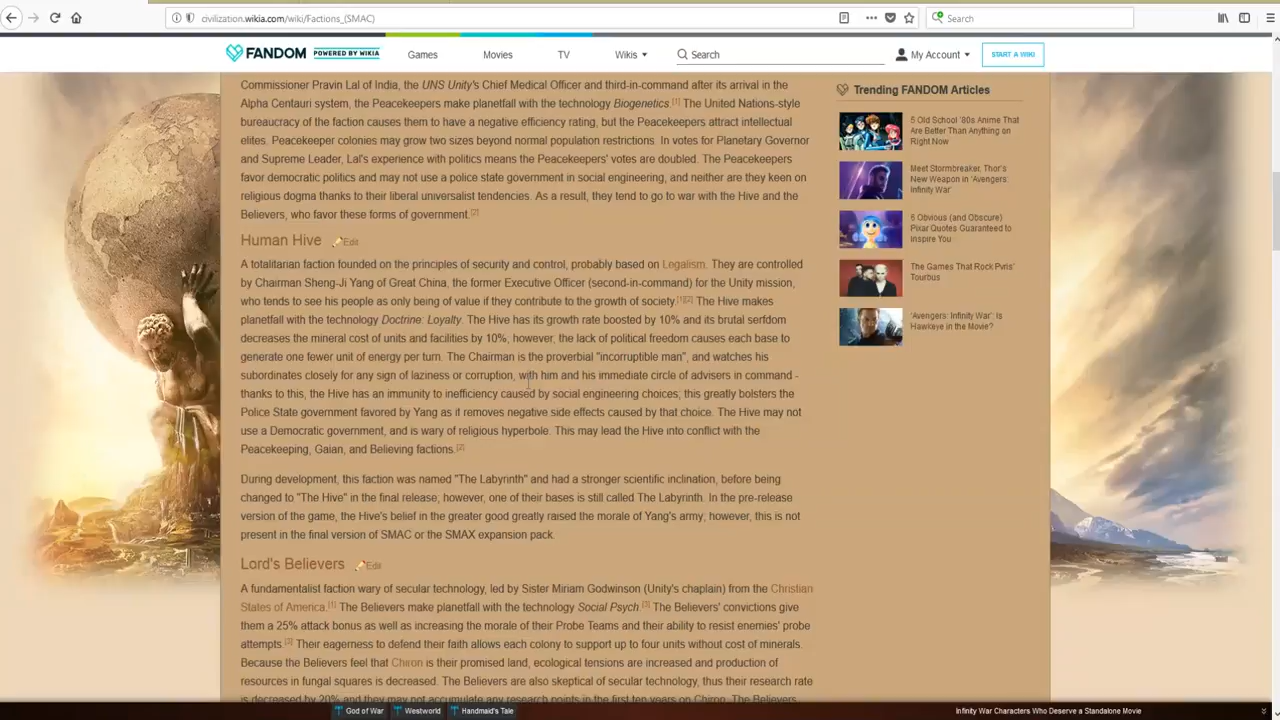 civilization.wikia.com/wiki/Factions_(SMAC)
Search
FANDOM POWERED BY WIKIA
Games
Movies
TV
Wikis
Search
My Account
START A WIKI
Commissioner Pravin Lal of India, the UNS Unity's Chief Medical Officer and third-in-command after its arrival in the
Alpha Centauri system, the Peacekeepers make planetfall with the technology Biogenetics.[1] The United Nations-style
bureaucracy of the faction causes them to have a negative efficiency rating, but the Peacekeepers attract intellectual
elites. Peacekeeper colonies may grow two sizes beyond normal population restrictions. In votes for Planetary Governor
and Supreme Leader, Lal's experience with politics means the Peacekeepers' votes are doubled. The Peacekeepers
favor democratic politics and may not use a police state government in social engineering, and neither are they keen on
religious dogma thanks to their liberal universalist tendencies. As a result, they tend to go to war with the Hive and the
Believers, who favor these forms of government.[2]
Human Hive Edit
A totalitarian faction founded on the principles of security and control, probably based on Legalism. They are controlled
by Chairman Sheng-Ji Yang of Great China, the former Executive Officer (second-in-command) for the Unity mission,
who tends to see his people as only being of value if they contribute to the growth of society.[1][2] The Hive makes
planetfall with the technology Doctrine: Loyalty. The Hive has its growth rate boosted by 10% and its brutal serfdom
decreases the mineral cost of units and facilities by 10%, however, the lack of political freedom causes each base to
generate one fewer unit of energy per turn. The Chairman is the proverbial "incorruptible man", and watches his
subordinates closely for any sign of laziness or corruption, with him and his immediate circle of advisers in command -
thanks to this, the Hive has an immunity to inefficiency caused by social engineering choices; this greatly bolsters the
Police State government favored by Yang as it removes negative side effects caused by that choice. The Hive may not
use a Democratic government, and is wary of religious hyperbole. This may lead the Hive into conflict with the
Peacekeeping, Gaian, and Believing factions.[2]
During development, this faction was named "The Labyrinth" and had a stronger scientific inclination, before being
changed to "The Hive" in the final release, however, one of their bases is still called The Labyrinth. In the pre-release
version of the game, the Hive's belief in the greater good greatly raised the morale of Yang's army, however, this is not
present in the final version of SMAC or the SMAX expansion pack.
Lord's Believers Edit
A fundamentalist faction wary of secular technology, led by Sister Miriam Godwinson (Unity's chaplain) from the Christian
States of America.[1] The Believers make planetfall with the technology Social Psych.[3] The Believers' convictions give
them a 25% attack bonus as well as increasing the morale of their Probe Teams and their ability to resist enemies' probe
attempts.[2] Their eagerness to defend their faith allows each colony to support up to four units without cost of minerals.
Because the Believers feel that Chiron is their promised land, ecological tensions are increased and production of
resources in fungal squares is decreased. The Believers are also skeptical of secular technology, thus their research rate
is decreased by 20% and they may not accumulate any research points in the first ten years on Chiron. The Believers
Trending FANDOM Articles
5 Old School '80s Anime That
Are Better Than Anything on
Right Now
Meet Stormbreaker, Thor's
New Weapon in 'Avengers:
Infinity War'
6 Obvious (and Obscure)
Pixar Quotes Guaranteed to
Inspire You
The Games That Rock Pvris'
Tourbus
'Avengers: Infinity War': Is
Hawkeye in the Movie?
God of War
Westworld
Handmaid's Tale
Infinity War Characters Who Deserve a Standalone Movie